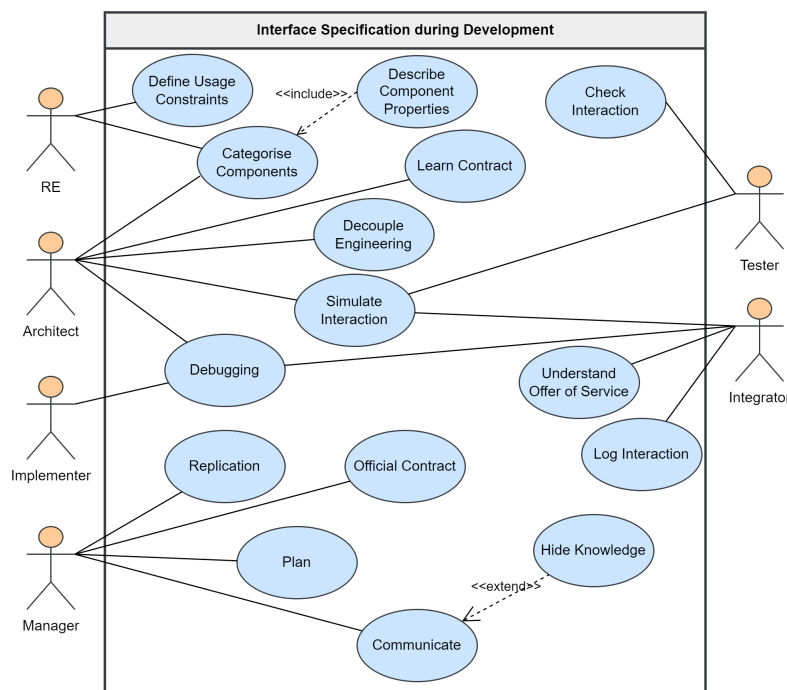 Interface Specification during Development
Define Usage
Constraints
<<include>>
Describe
Component
Properties
Check
Interaction
RE
Categorise
Components
Learn Contract
Decouple
Engineering
Tester
Architect
Simulate
Interaction
Debugging
Understand
Offer of Service
Integrator
Implementer
Replication
Official Contract
Log Interaction
Plan
Hide Knowledge
<<extend>>
Manager
Communicate